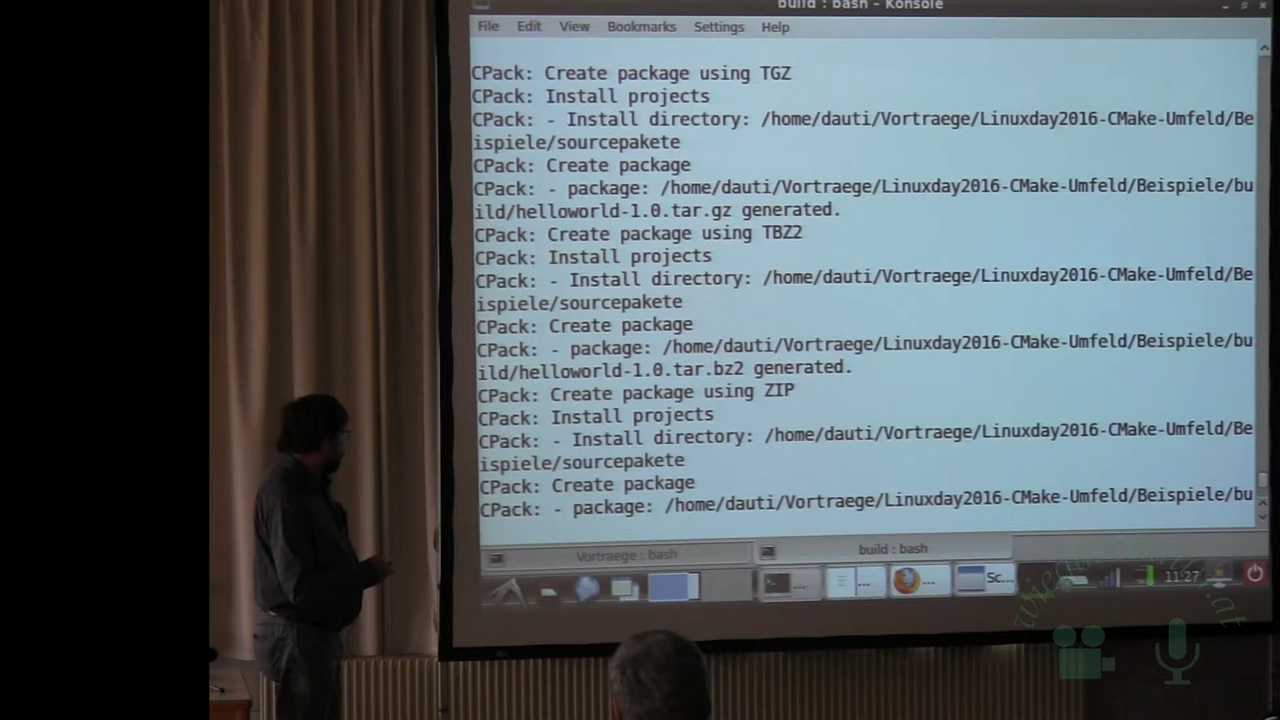 build : bash - Konsole
File Edit View Bookmarks Settings Help
CPack: Create package using TGZ
CPack: Install projects
CPack: - Install directory: /home/dauti/Vortraege/Linuxday2016-CMake-Umfeld/Be
ispiele/sourcepakete
CPack: Create package
CPack: - package: /home/dauti/Vortraege/Linuxday2016-CMake-Umfeld/Beispiele/bu
ild/helloworld-1.0.tar.gz generated.
CPack: Create package using TBZ2
CPack: Install projects
CPack: - Install directory: /home/dauti/Vortraege/Linuxday2016-CMake-Umfeld/Be
ispiele/sourcepakete
CPack: Create package
CPack: - package: /home/dauti/Vortraege/Linuxday2016-CMake-Umfeld/Beispiele/bu
ild/helloworld-1.0.tar.bz2 generated.
CPack: Create package using ZIP
CPack: Install projects
CPack: - Install directory: /home/dauti/Vortraege/Linuxday2016-CMake-Umfeld/Be
ispiele/sourcepakete
CPack: Create package
CPack: - package: /home/dauti/Vortraege/Linuxday2016-CMake-Umfeld/Beispiele/bu
Vortraege : bash build : bash
... ... ... Sc... 11:27